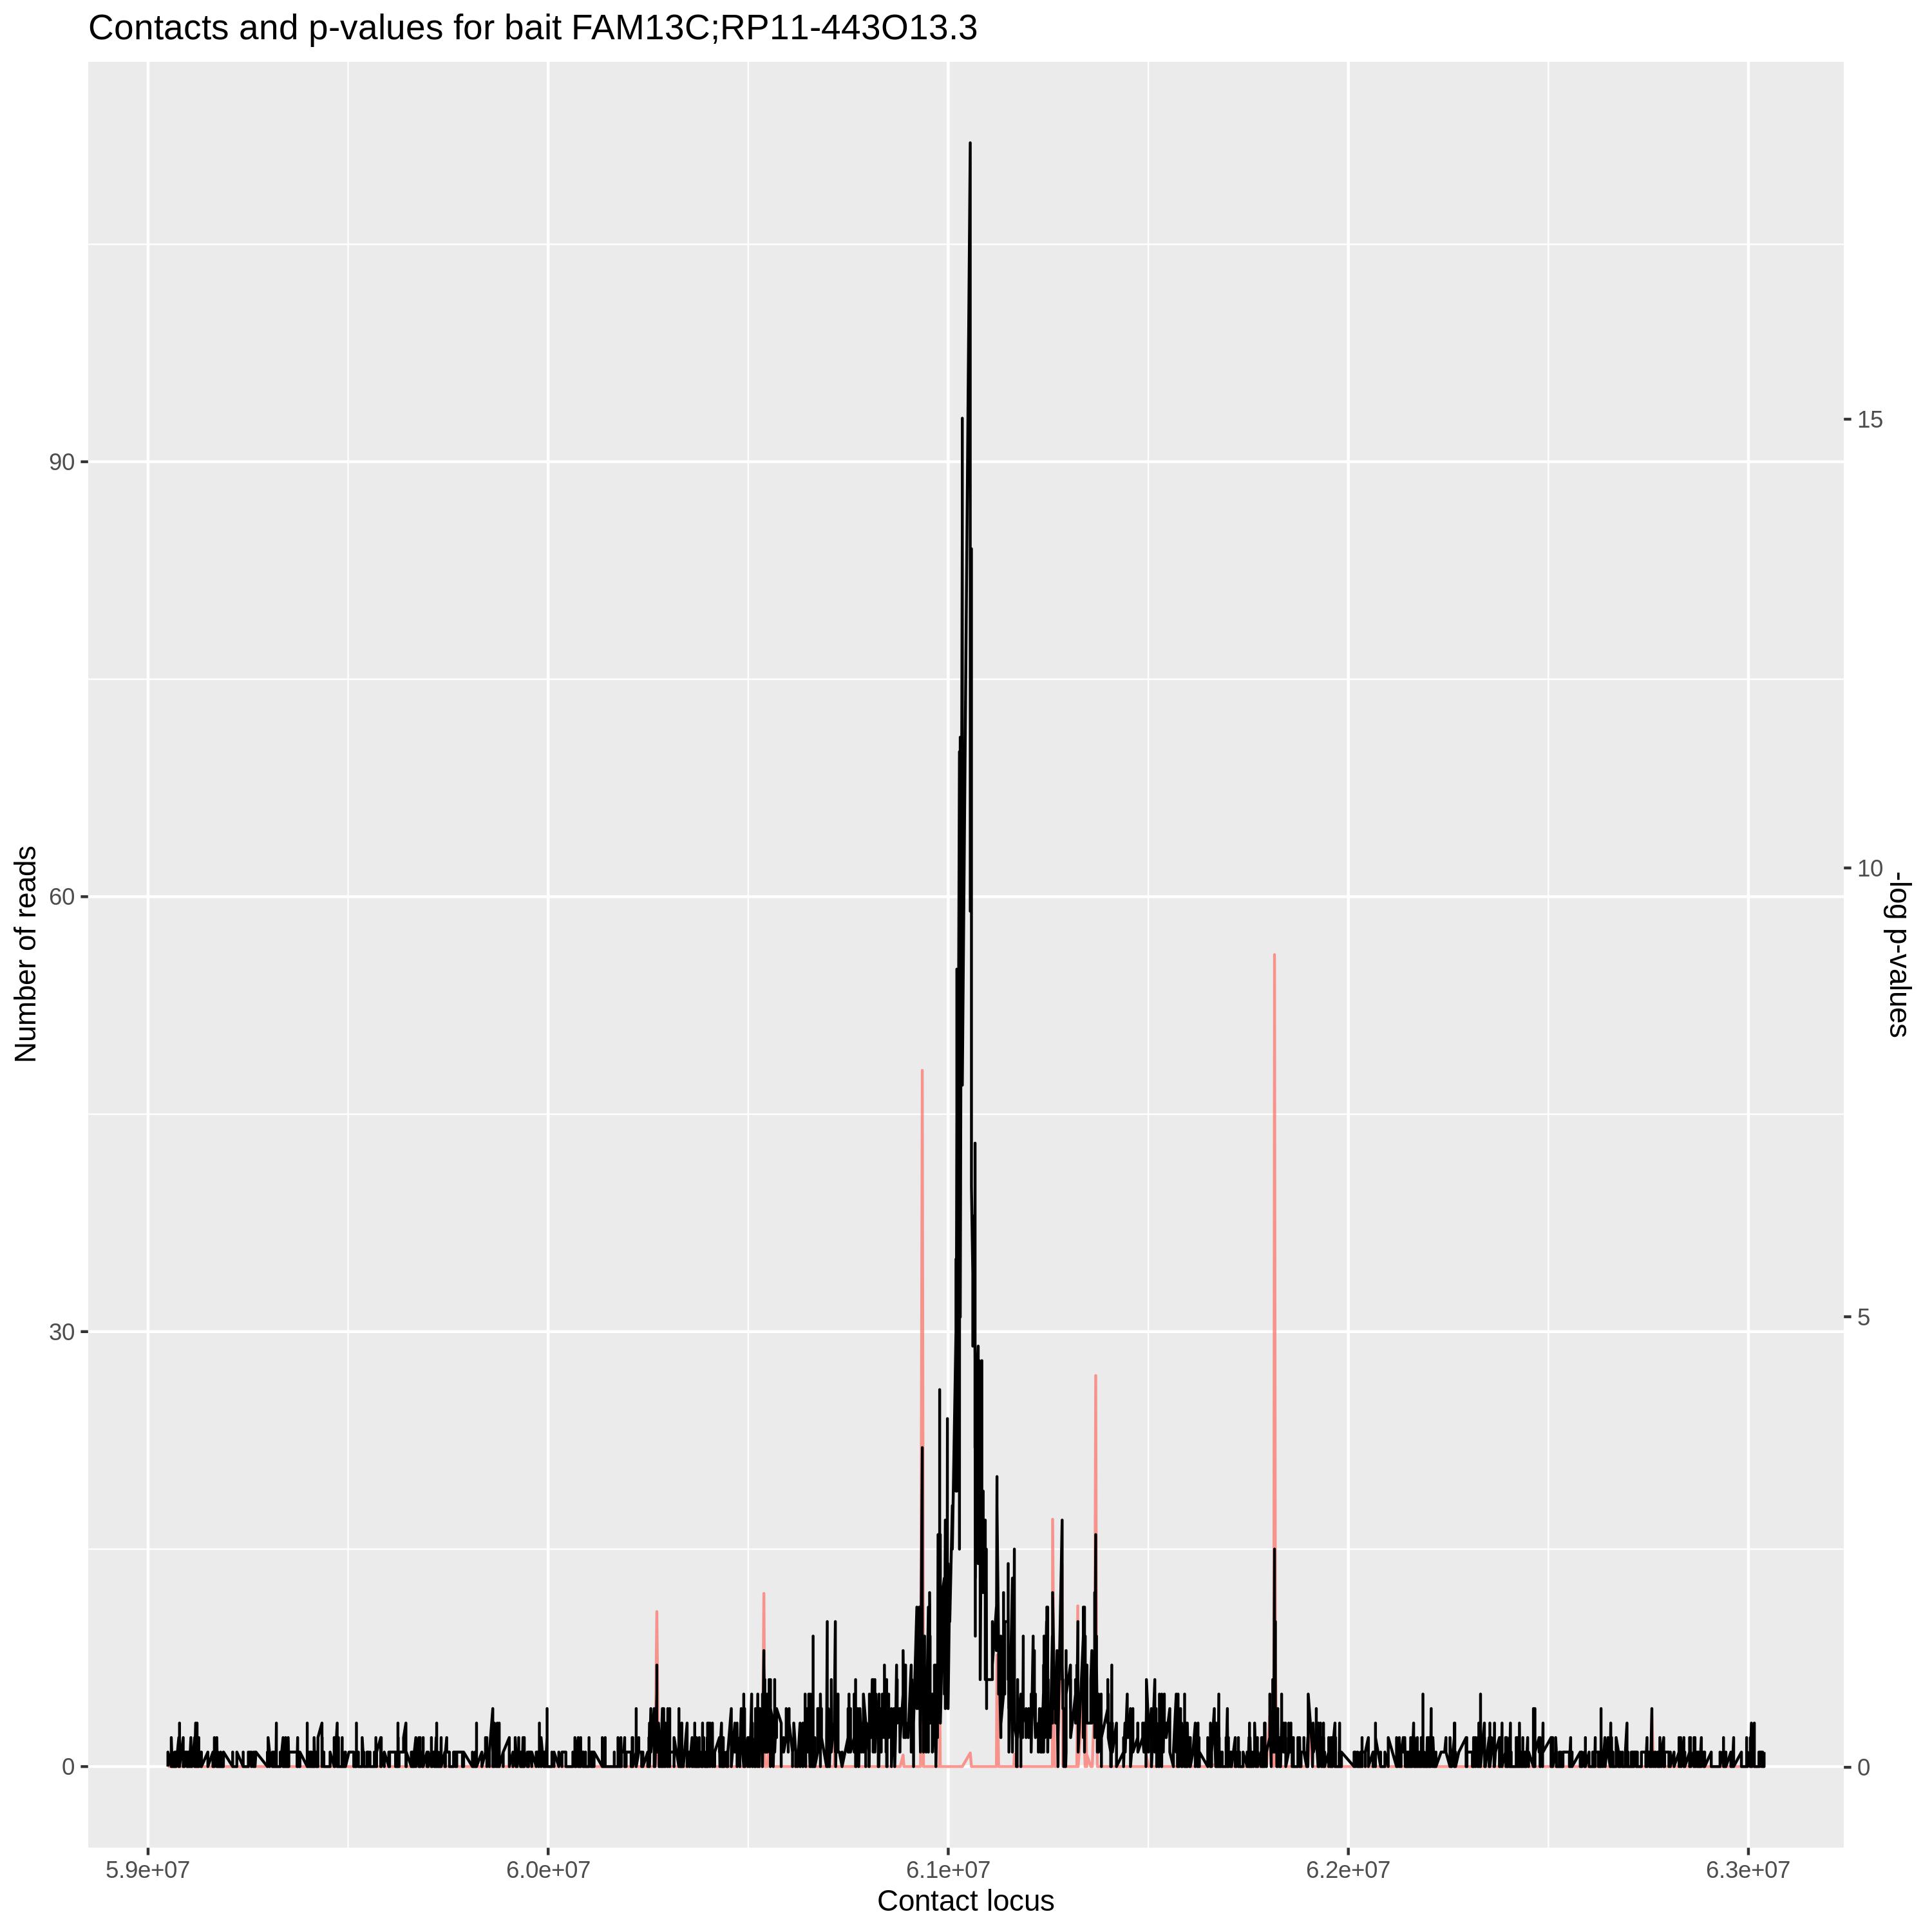 Contacts and p-values for bait FAM13C;RP11-443O13.3
Number of reads
90
60
30
0
15
10
5
0
-log p-values
5.9e+07
6.0e+07
6.1e+07
6.2e+07
6.3e+07
Contact locus